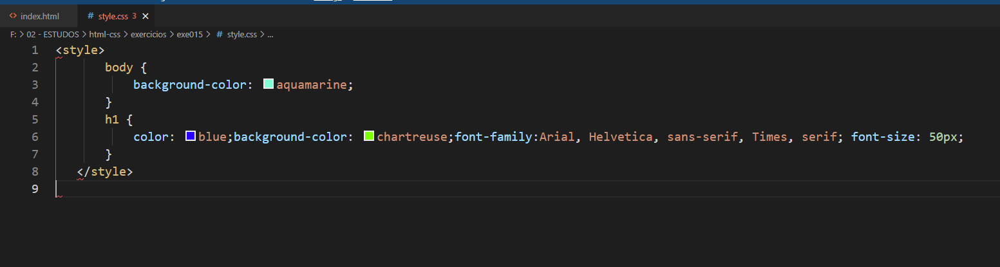 index.html # style.css 3
F: > 02 - ESTUDOS > html-css > exercicios > exe015 > # style.css > ...
1 <style>
2 body {
3 background-color: aquamarine;
4 }
5 h1 {
6 color: blue;background-color: chartreuse;font-family:Arial, Helvetica, sans-serif, Times, serif; font-size: 50px;
7 }
8 </style>
9